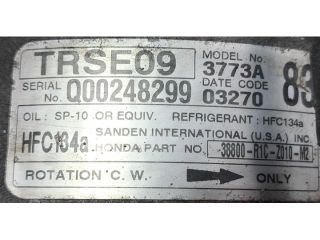 TRSE09 MODEL No. 3773A 83
SERIAL No. Q00248299 DATE CODE 03270
OIL : SP-10 OR EQUIV. REFRIGERANT : HFC134a
HFC134a SANDEN INTERNATIONAL (U.S.A.) INC.
HONDA PART NO. 38800-R1C-Z010-M2
ROTATION C. W. ONLY